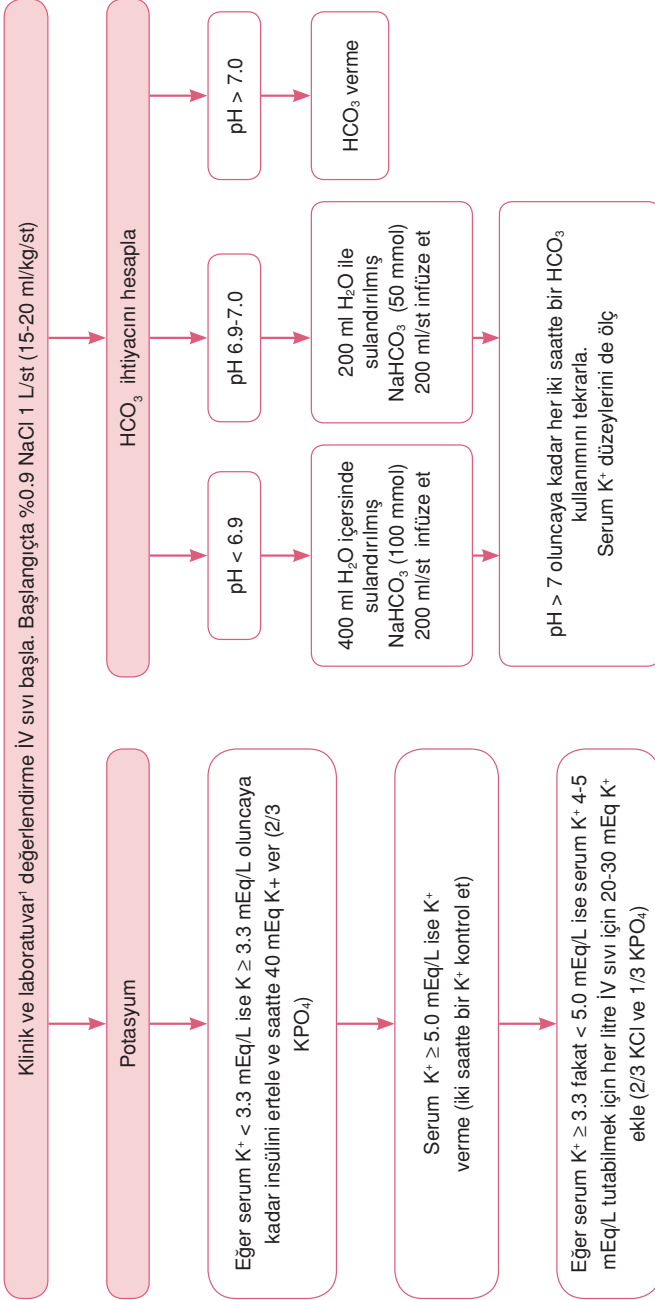 Klinik ve laboratuvar¹ değerlendirme İV sıvı başla. Başlangıçta %0.9 NaCl 1 L/st (15-20 ml/kg/st)
Potasyum
Eğer serum K⁺ < 3.3 mEq/L ise K ≥ 3.3 mEq/L oluncaya
kadar insülini ertele ve saatte 40 mEq K+ ver (2/3
KPO₄)
Serum K⁺ ≥ 5.0 mEq/L ise K⁺
verme (iki saatte bir K⁺ kontrol et)
Eğer serum K⁺ ≥ 3.3 fakat < 5.0 mEq/L ise serum K⁺ 4-5
mEq/L tutabilmek için her litre İV sıvı için 20-30 mEq K⁺
ekle (2/3 KCl ve 1/3 KPO₄)
HCO₃ ihtiyacını hesapla
pH < 6.9
400 ml H₂O içersinde
sulandırılmış
NaHCO₃ (100 mmol)
200 ml/st infüze et
pH 6.9-7.0
200 ml H₂O ile
sulandırılmış
NaHCO₃ (50 mmol)
200 ml/st infüze et
pH > 7.0
HCO₃ verme
pH > 7 oluncaya kadar her iki saatte bir HCO₃
kullanımını tekrarla.
Serum K⁺ düzeylerini de ölç